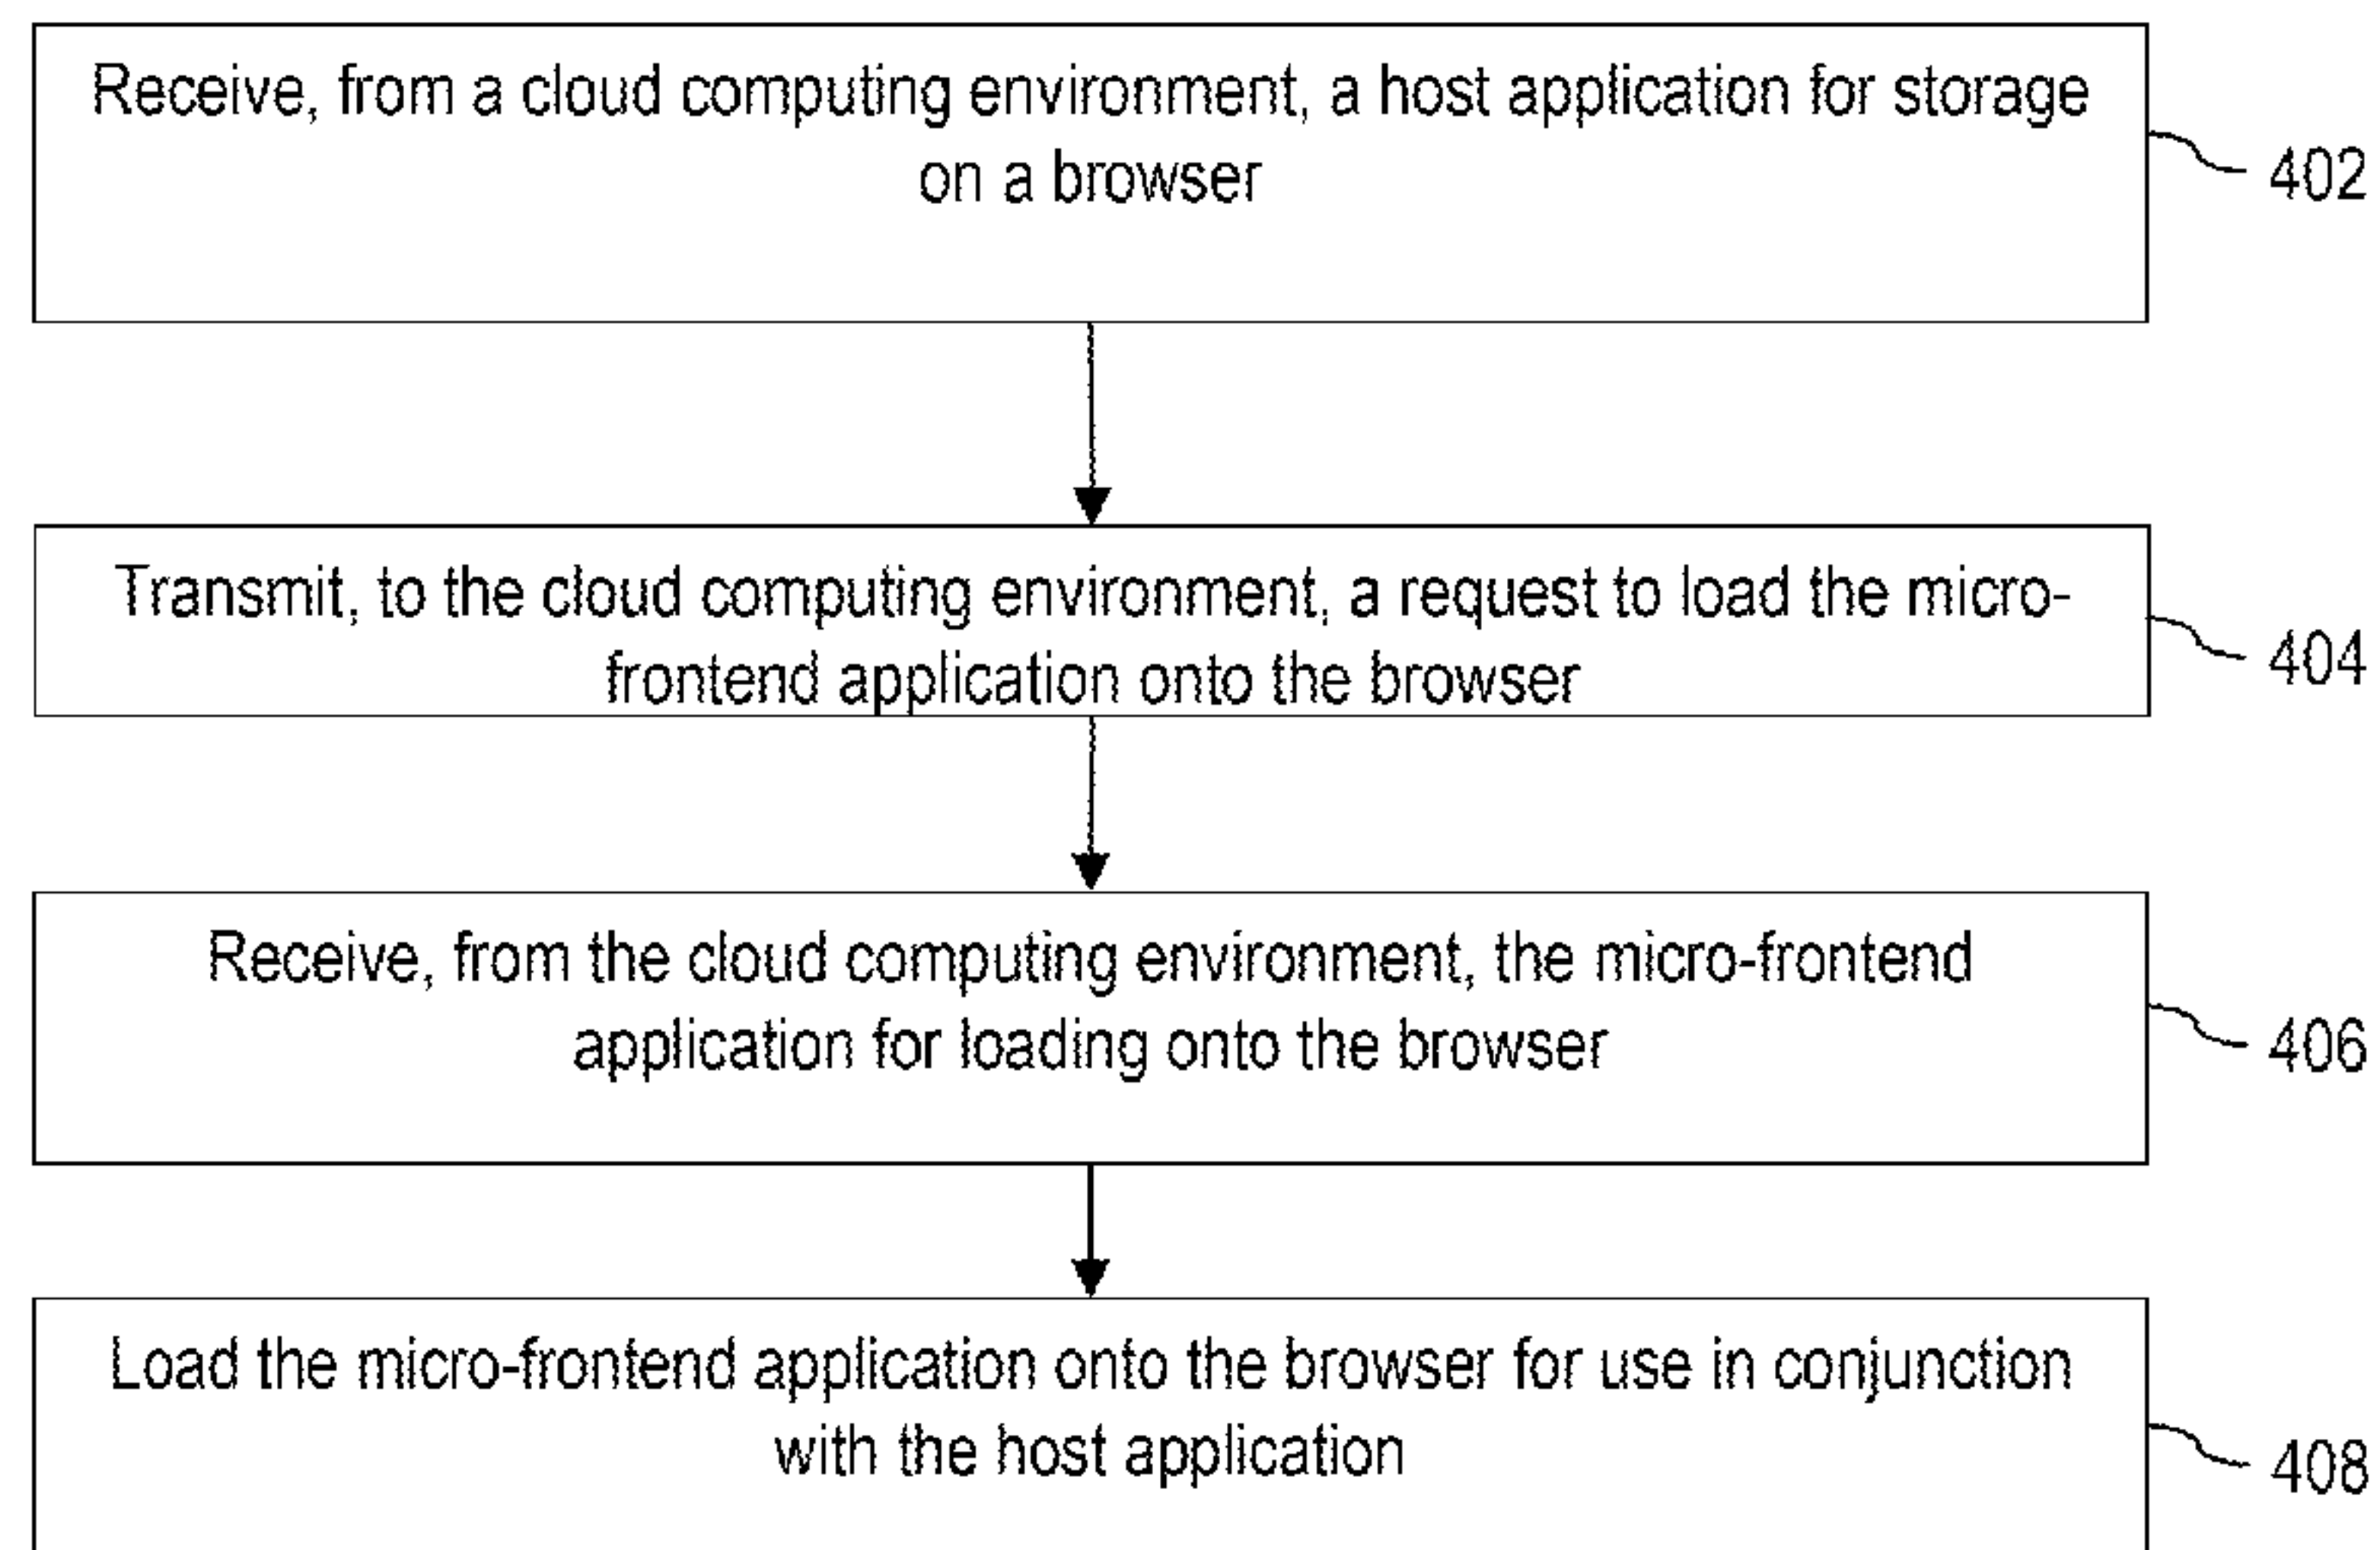 Receive, from a cloud computing environment, a host application for storage
on a browser
402
Transmit, to the cloud computing environment, a request to load the micro-
frontend application onto the browser
404
Receive, from the cloud computing environment, the micro-frontend
application for loading onto the browser
406
Load the micro-frontend application onto the browser for use in conjunction
with the host application
408